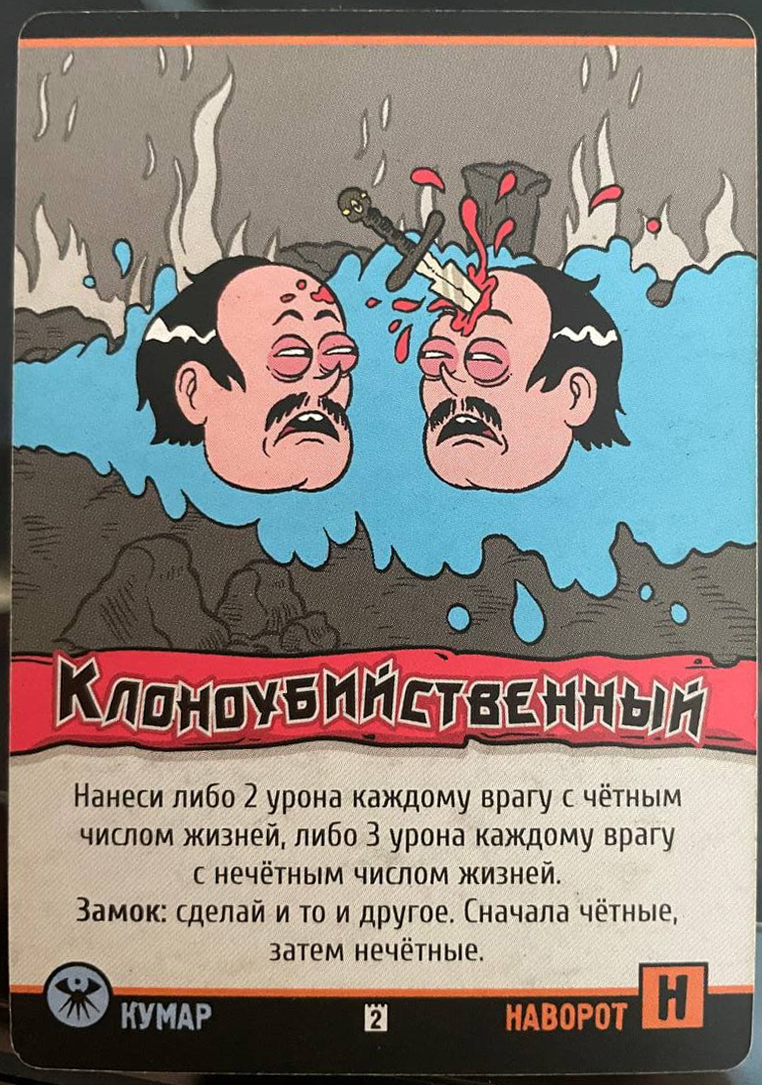 Клоноубийственный
Нанеси либо 2 урона каждому врагу с чётным
числом жизней, либо 3 урона каждому врагу
с нечётным числом жизней.
Замок: сделай и то и другое. Сначала чётные,
затем нечётные.
КУМАР 2 НАВОРОТ Н